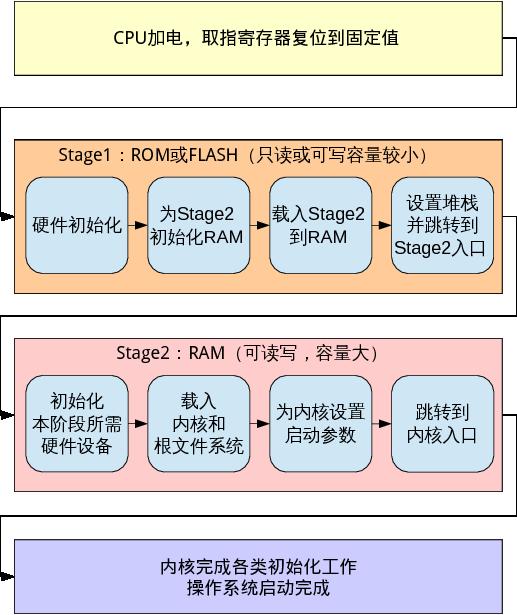 CPU加电，取指寄存器复位到固定值
Stage1：ROM或FLASH（只读或可写容量较小）
硬件初始化
为Stage2
初始化RAM
载入Stage2
到RAM
设置堆栈
并跳转到
Stage2入口
Stage2：RAM（可读写，容量大）
初始化
本阶段所需
硬件设备
载入
内核和
根文件系统
为内核设置
启动参数
跳转到
内核入口
内核完成各类初始化工作
操作系统启动完成